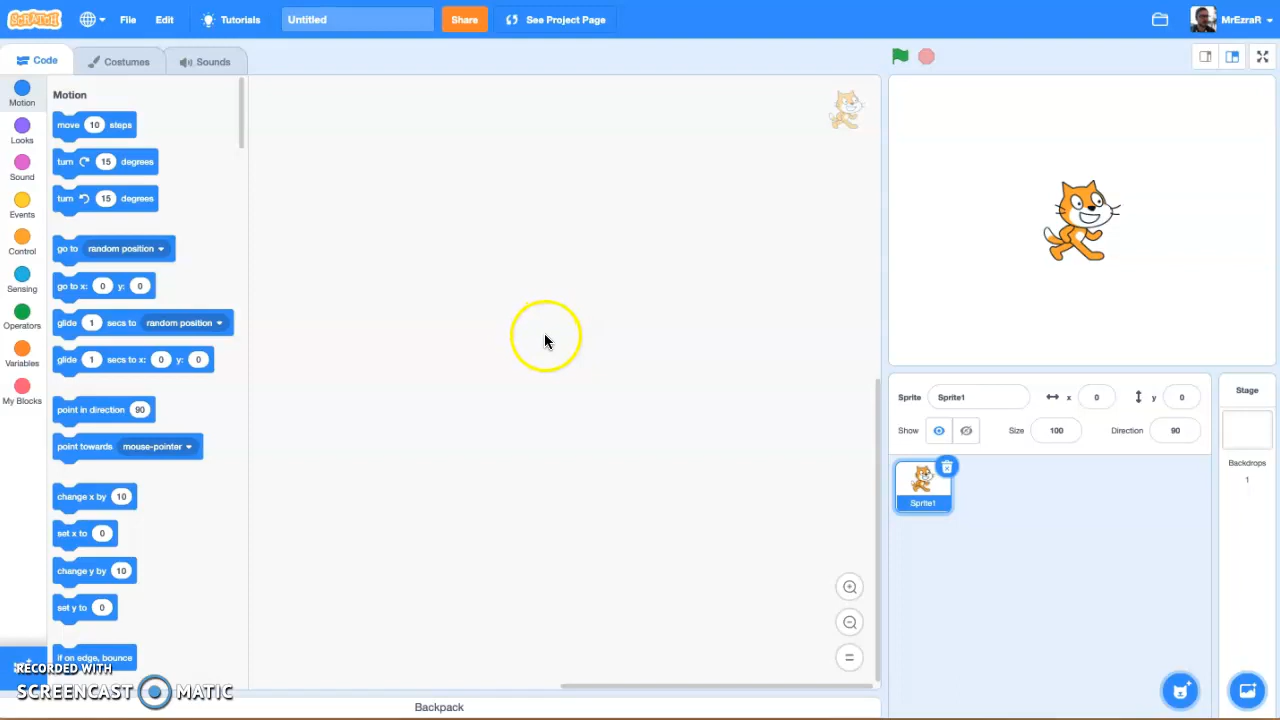 SCRATCH
File
Edit
Tutorials
Untitled
Share
See Project Page
MrEzraR
Code
Costumes
Sounds
Motion
Looks
Sound
Events
Control
Sensing
Operators
Variables
My Blocks
Motion
move 10 steps
turn 15 degrees
turn 15 degrees
go to random position
go to x: 0 y: 0
glide 1 secs to random position
glide 1 secs to x: 0 y: 0
point in direction 90
point towards mouse-pointer
change x by 10
set x to 0
change y by 10
set y to 0
if on edge, bounce
RECORDED WITH
SCREENCAST MATIC
Backpack
Sprite Sprite1 x 0 y 0
Show Size 100 Direction 90
Sprite1
Stage
Backdrops
1